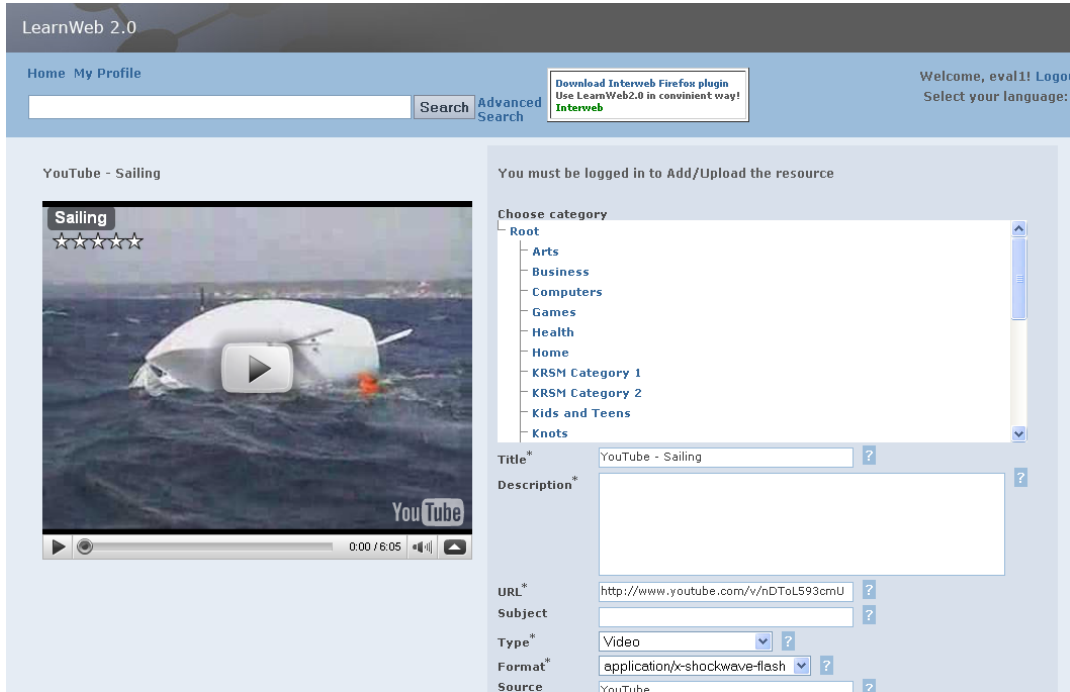 LearnWeb 2.0
Home My Profile
Search
Advanced
Search
Download Interweb Firefox plugin
Use LearnWeb2.0 in convinient way!
Interweb
Welcome, eval1! Logou
Select your language:
YouTube - Sailing
Sailing
YouTube
0:00 / 6:05
You must be logged in to Add/Upload the resource
Choose category
Root
Arts
Business
Computers
Games
Health
Home
KRSM Category 1
KRSM Category 2
Kids and Teens
Knots
Title* YouTube - Sailing ?
Description* ?
URL* http://www.youtube.com/v/nDToL593cmU ?
Subject ?
Type* Video ?
Format* application/x-shockwave-flash ?
Source YouTube ?